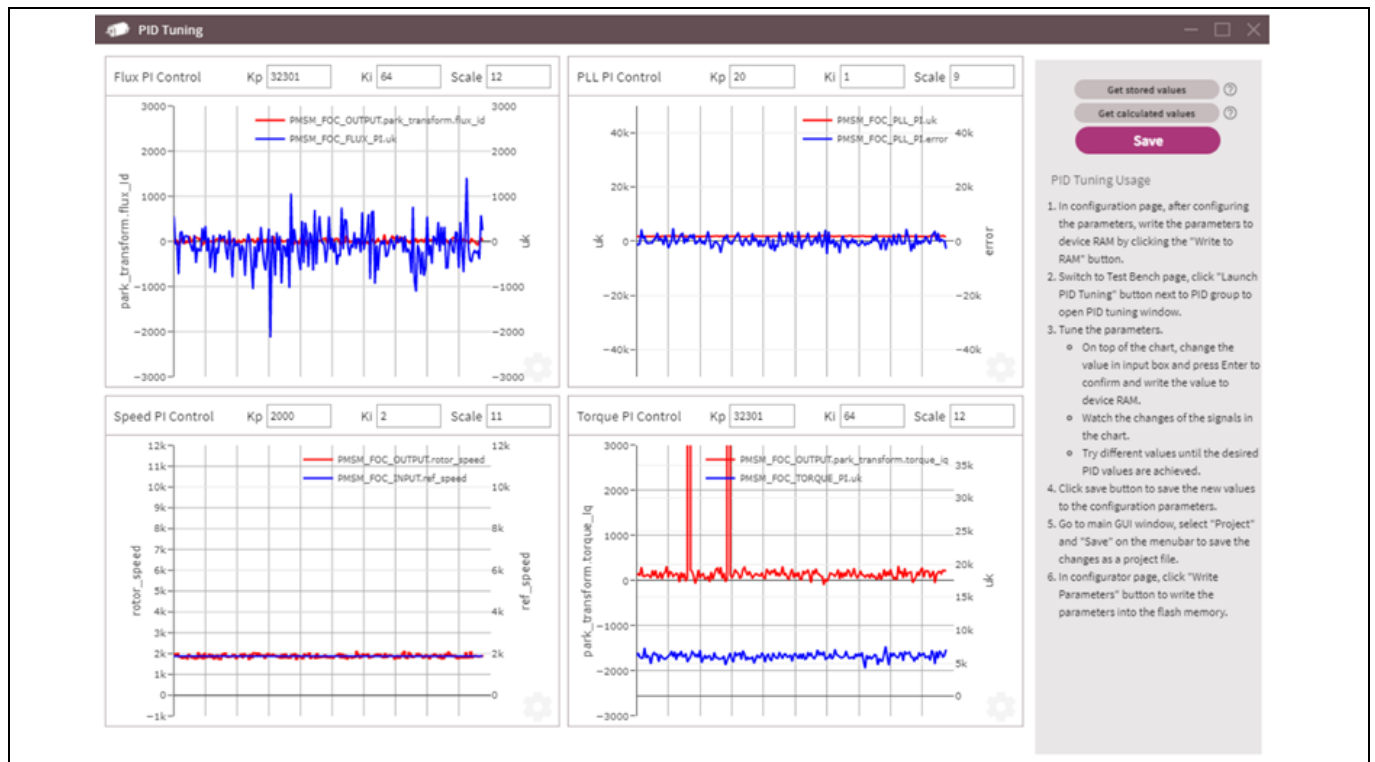 PID Tuning
Flux PI Control Kp 32301 Ki 64 Scale 12
3000 3000
PMSM_FOC_OUTPUT.park_transform.flux_id
PMSM_FOC_FLUX_PI.uk
2000 2000
1000 1000
0 0
−1000 −1000
−2000 −2000
−3000 −3000
park_transform.flux_id
uk
PLL PI Control Kp 20 Ki 1 Scale 9
PMSM_FOC_PLL_PI.uk
40k 40k
PMSM_FOC_PLL_PI.error
20k 20k
0 0
−20k −20k
−40k −40k
uk
error
Speed PI Control Kp 2000 Ki 2 Scale 11
12k 12k
PMSM_FOC_OUTPUT.rotor_speed
11k
PMSM_FOC_INPUT.ref_speed
10k 10k
9k
8k 8k
7k
6k 6k
5k
4k 4k
3k
2k 2k
1k
0 0
−1k
rotor_speed
ref_speed
Torque PI Control Kp 32301 Ki 64 Scale 12
3000
PMSM_FOC_OUTPUT.park_transform.torque_iq
35k
PMSM_FOC_TORQUE_PI.uk
2000 30k
25k
1000
20k
0
15k
−1000
10k
−2000 5k
0
−3000
park_transform.torque_iq
uk
Get stored values ?
Get calculated values ?
Save
PID Tuning Usage
1. In configuration page, after configuring
the parameters, write the parameters to
device RAM by clicking the "Write to
RAM" button.
2. Switch to Test Bench page, click "Launch
PID Tuning" button next to PID group to
open PID tuning window.
3. Tune the parameters.
On top of the chart, change the
value in input box and press Enter to
confirm and write the value to
device RAM.
Watch the changes of the signals in
the chart.
Try different values until the desired
PID values are achieved.
4. Click save button to save the new values
to the configuration parameters.
5. Go to main GUI window, select "Project"
and "Save" on the menubar to save the
changes as a project file.
6. In configurator page, click "Write
Parameters" button to write the
parameters into the flash memory.